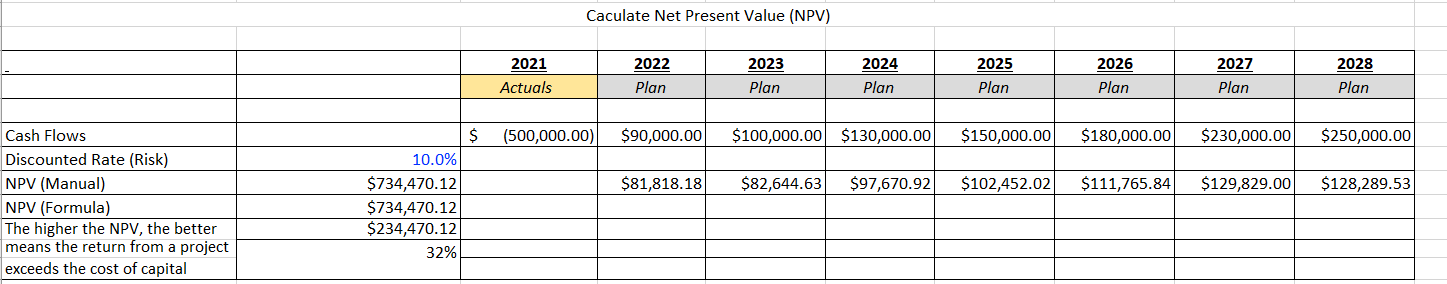 Caculate Net Present Value (NPV)
- 2021 2022 2023 2024 2025 2026 2027 2028
Actuals Plan Plan Plan Plan Plan Plan Plan
Cash Flows $ (500,000.00) $90,000.00 $100,000.00 $130,000.00 $150,000.00 $180,000.00 $230,000.00 $250,000.00
Discounted Rate (Risk) 10.0%
NPV (Manual) $734,470.12 $81,818.18 $82,644.63 $97,670.92 $102,452.02 $111,765.84 $129,829.00 $128,289.53
NPV (Formula) $734,470.12
The higher the NPV, the better $234,470.12
means the return from a project 32%
exceeds the cost of capital